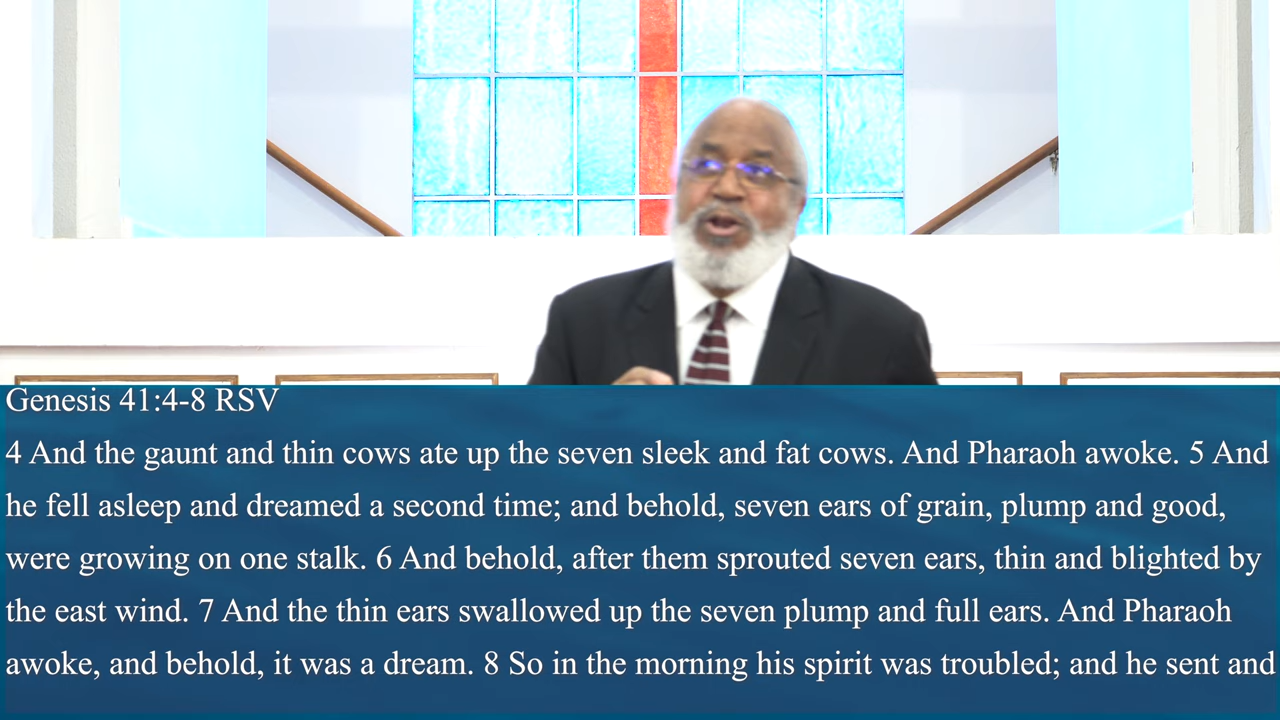 Genesis 41:4-8 RSV
4 And the gaunt and thin cows ate up the seven sleek and fat cows. And Pharaoh awoke. 5 And
he fell asleep and dreamed a second time; and behold, seven ears of grain, plump and good,
were growing on one stalk. 6 And behold, after them sprouted seven ears, thin and blighted by
the east wind. 7 And the thin ears swallowed up the seven plump and full ears. And Pharaoh
awoke, and behold, it was a dream. 8 So in the morning his spirit was troubled; and he sent and